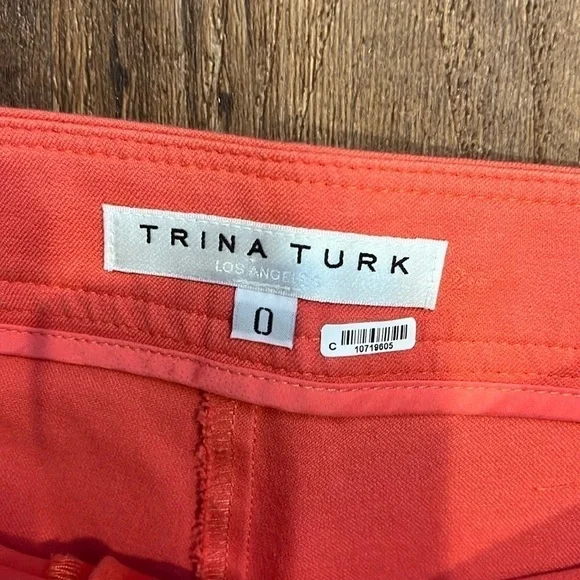 TRINA TURK
LOS ANGELES
0
C 10719605